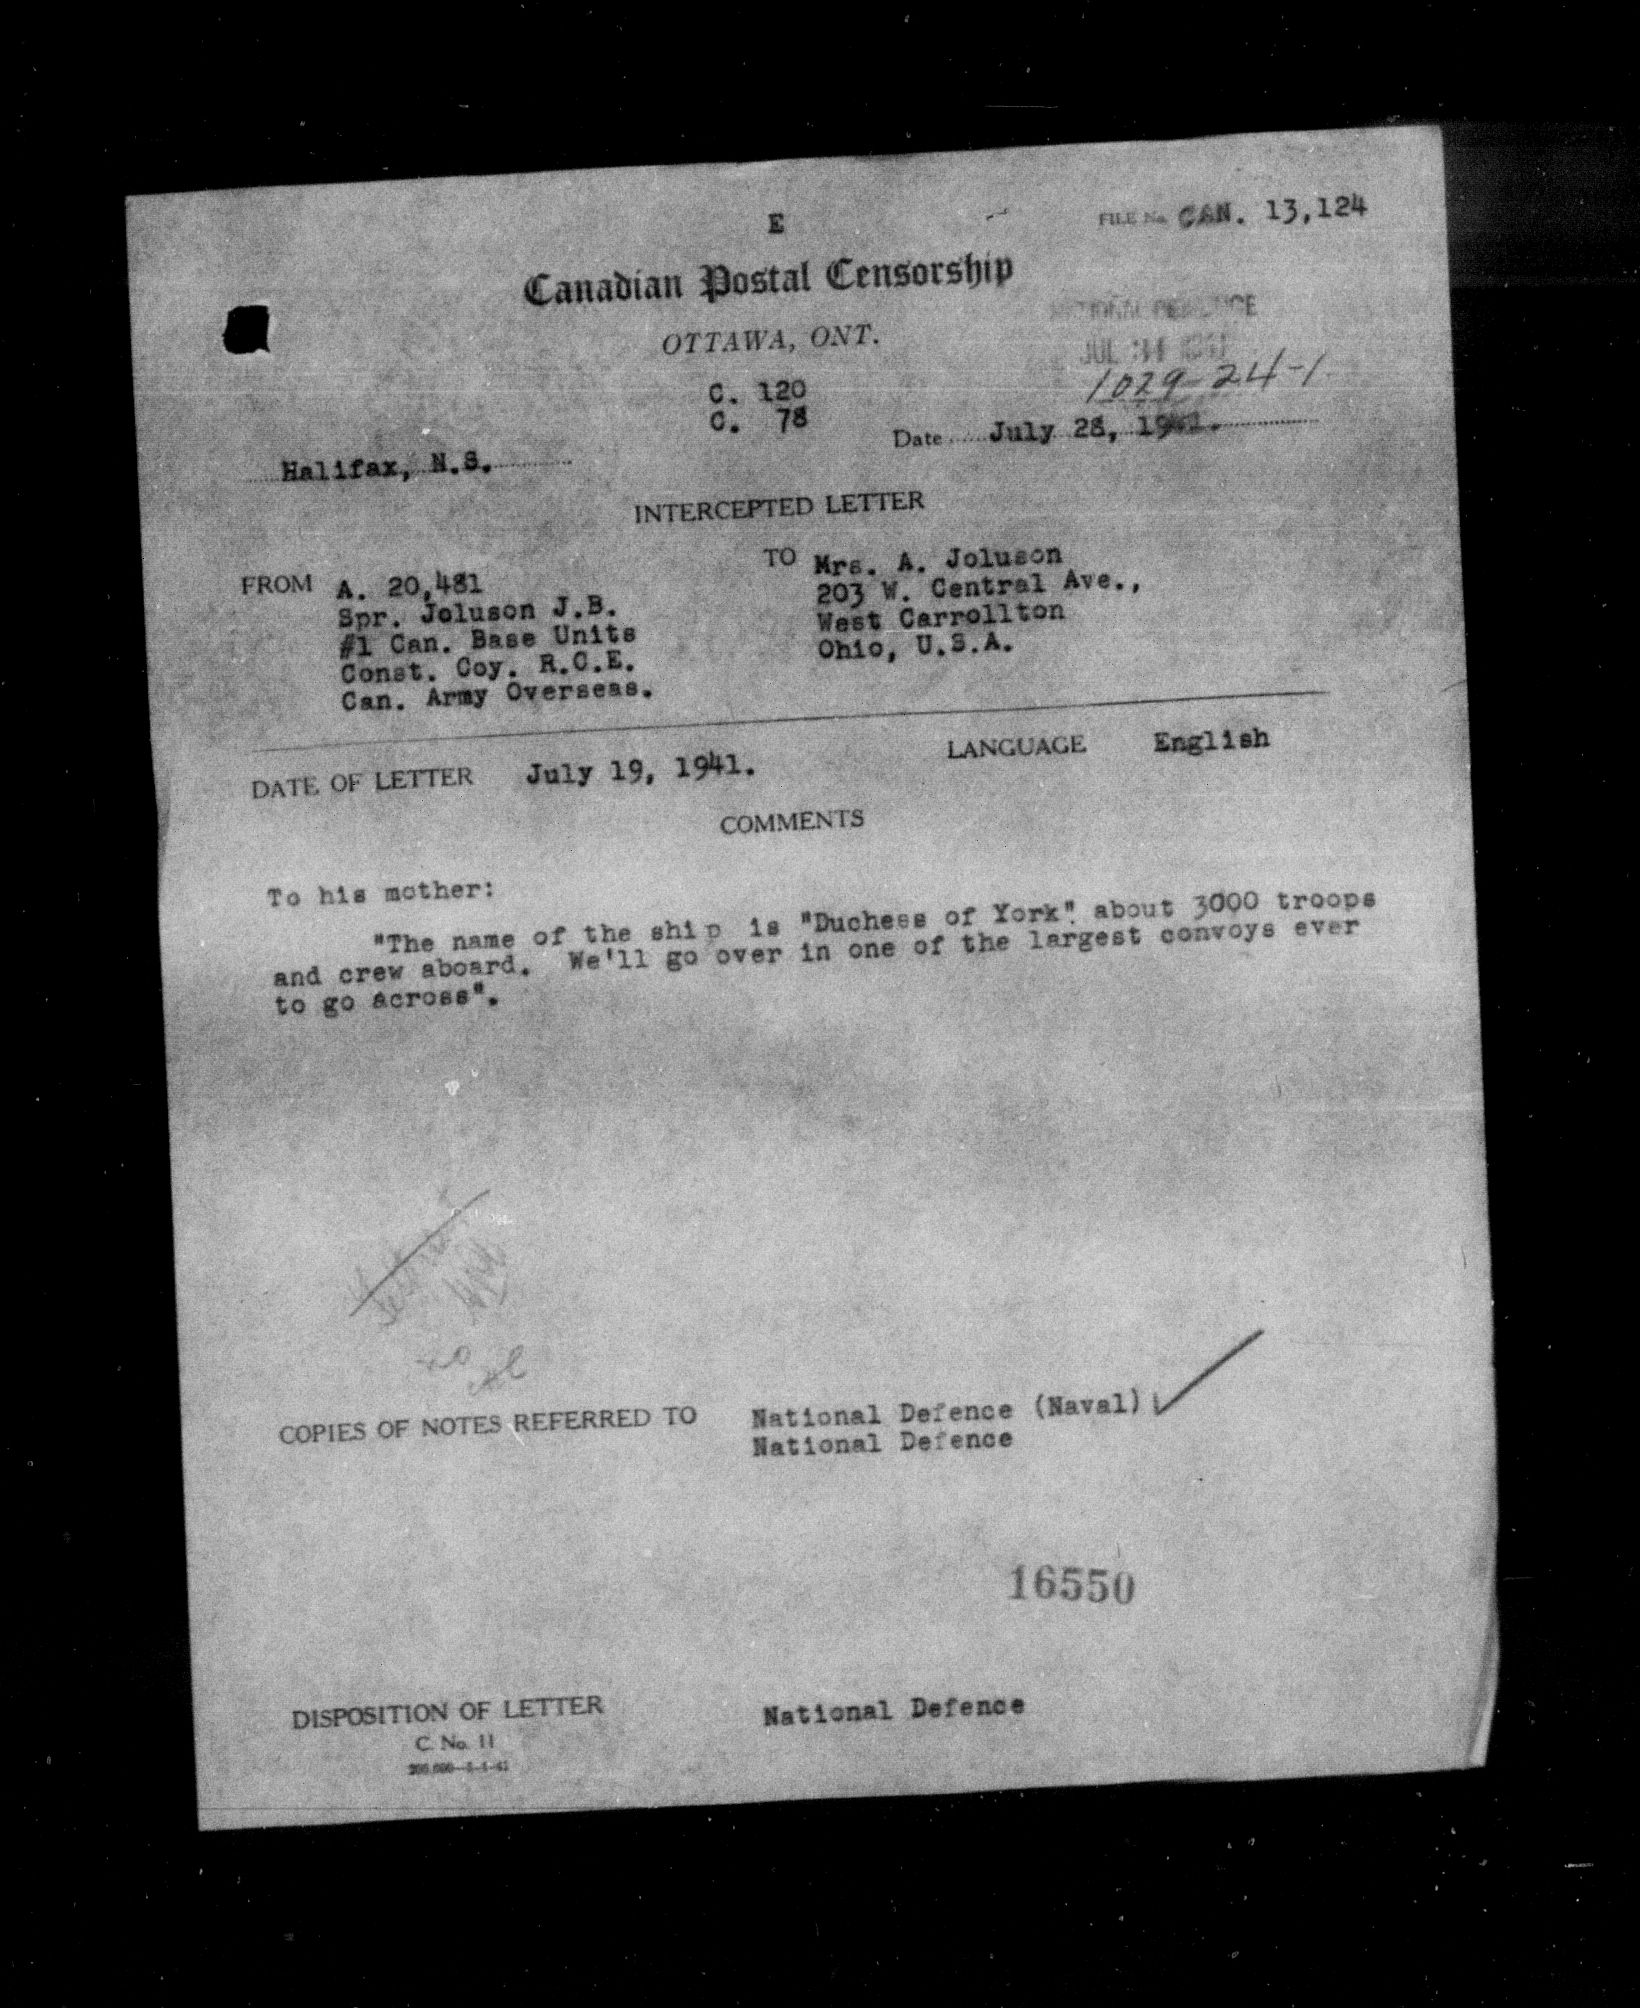 E
FILE No. CAN. 13,124
Canadian Postal Censorship
OTTAWA, ONT.
NATIONAL DEFENCE
JUL 31 1941
1029-24-1
C. 120
C. 78
Date July 28, 1941.
Halifax, N.S.
INTERCEPTED LETTER
FROM A. 20,481
Spr. Joluson J.B.
#1 Can. Base Units
Const. Coy. R.C.E.
Can. Army Overseas.
TO Mrs. A. Joluson
203 W. Central Ave.,
West Carrollton
Ohio, U.S.A.
DATE OF LETTER July 19, 1941.
LANGUAGE English
COMMENTS
To his mother:
"The name of the ship is "Duchess of York". about 3000 troops
and crew aboard. We'll go over in one of the largest convoys ever
to go across".
COPIES OF NOTES REFERRED TO National Defence (Naval)
National Defence
16550
DISPOSITION OF LETTER National Defence
C. No. 11